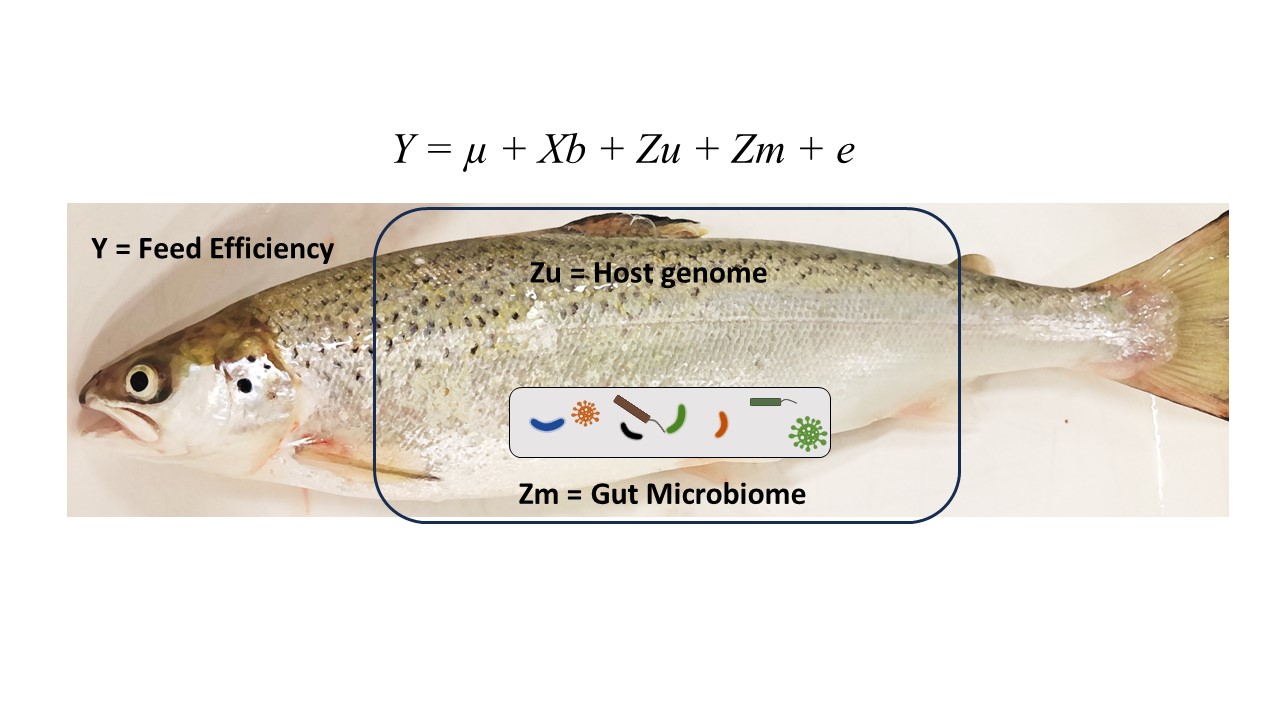 Y = μ + Xb + Zu + Zm + e
Y = Feed Efficiency
Zu = Host genome
Zm = Gut Microbiome